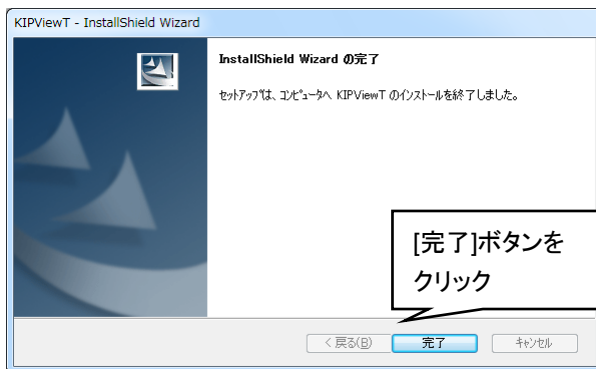 KIPViewT - InstallShield Wizard
InstallShield Wizard の完了
ｾｯﾄｱｯﾌﾟは、ｺﾝﾋﾟｭｰﾀへ KIPViewT のインストールを終了しました。
[完了]ボタンを
クリック
< 戻る(B)
完了
ｷｬﾝｾﾙ